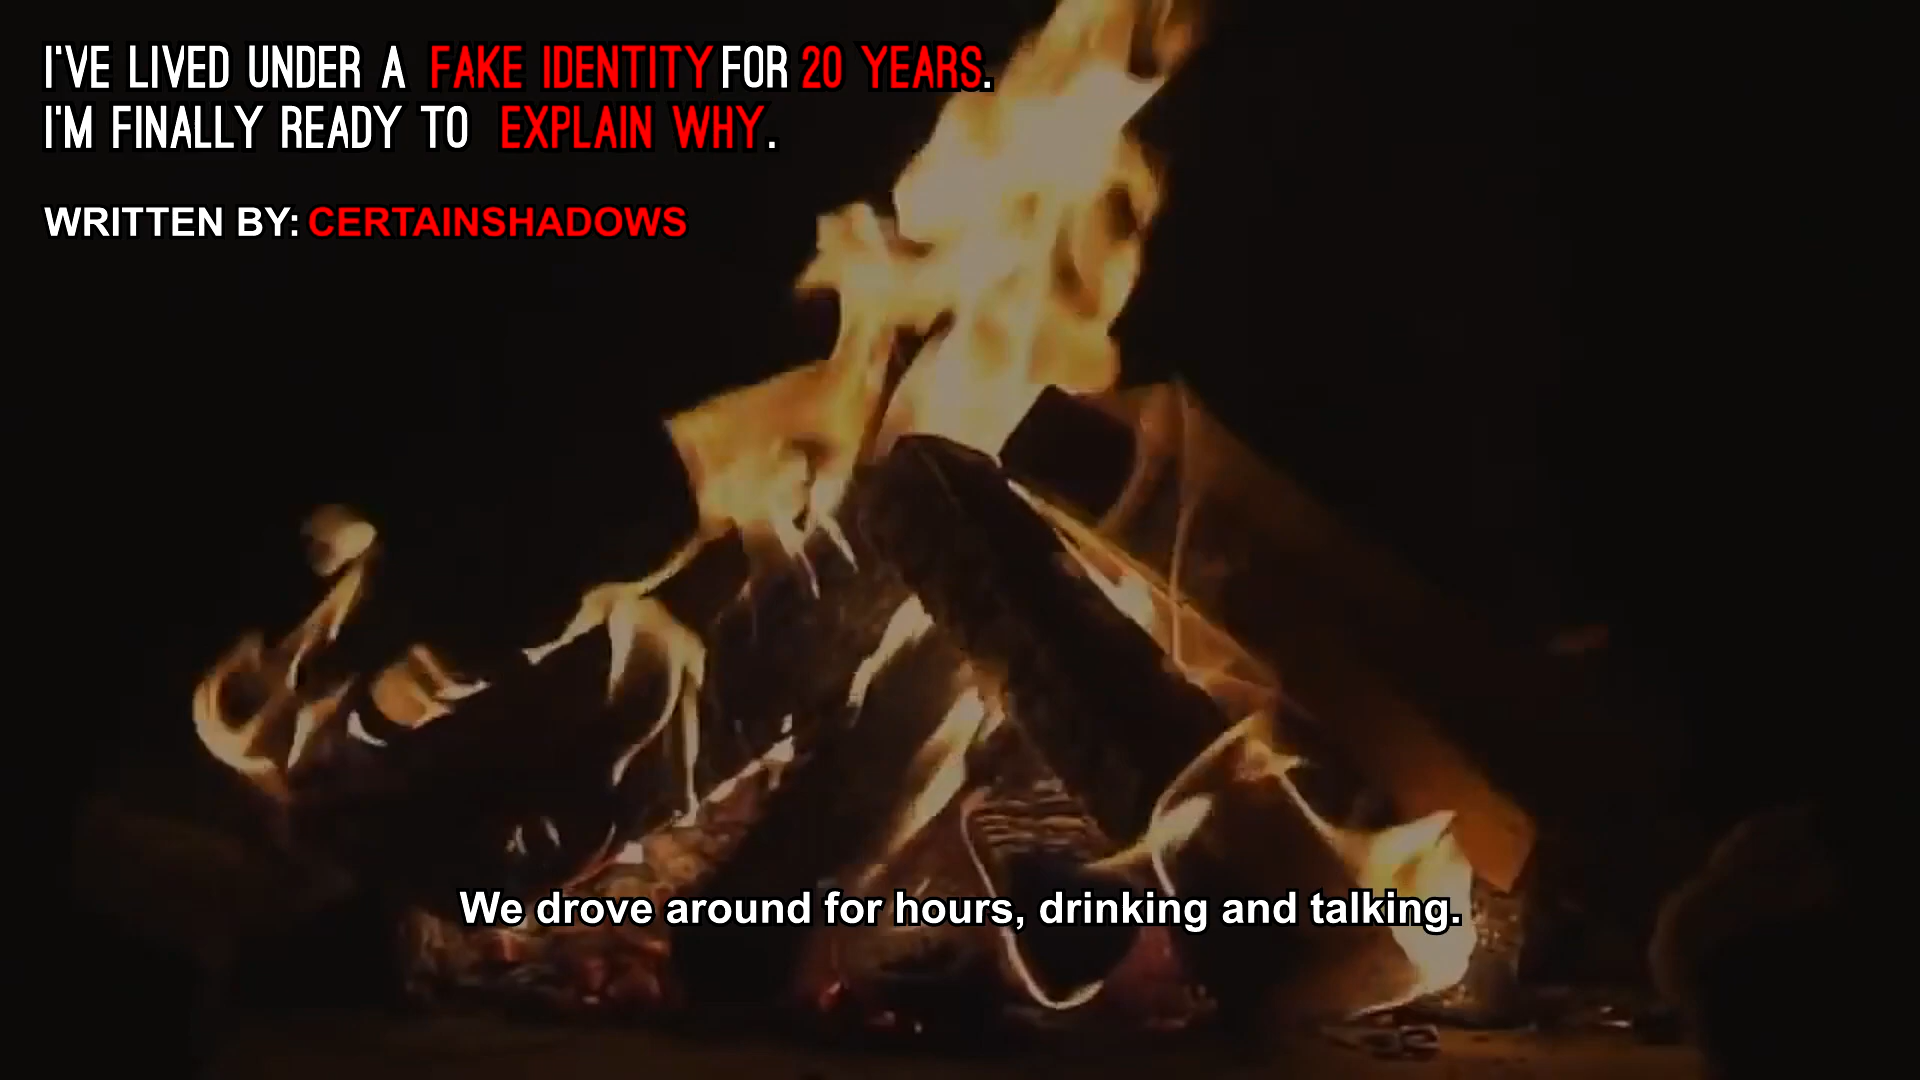 I'VE LIVED UNDER A FAKE IDENTITY FOR 20 YEARS.
I'M FINALLY READY TO EXPLAIN WHY.
WRITTEN BY: CERTAINSHADOWS
We drove around for hours, drinking and talking.